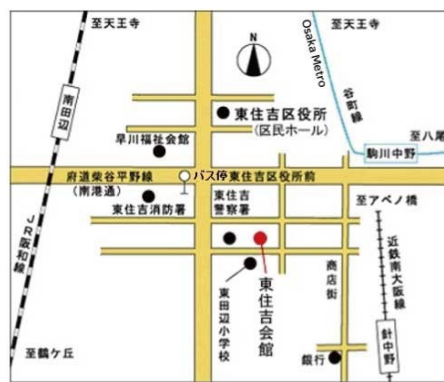 至天王寺
N
至天王寺
Osaka Metro
谷町線
南田辺
東住吉区役所
(区民ホール)
早川福祉会館
至八尾
駒川中野
府道柴谷平野線
(南港通)
バス停東住吉区役所前
東住吉消防署
東住吉
警察署
至アベノ橋
JR阪和線
近鉄南大阪線
商店街
東住吉会館
東田辺小学校
針中野
至鶴ケ丘
銀行